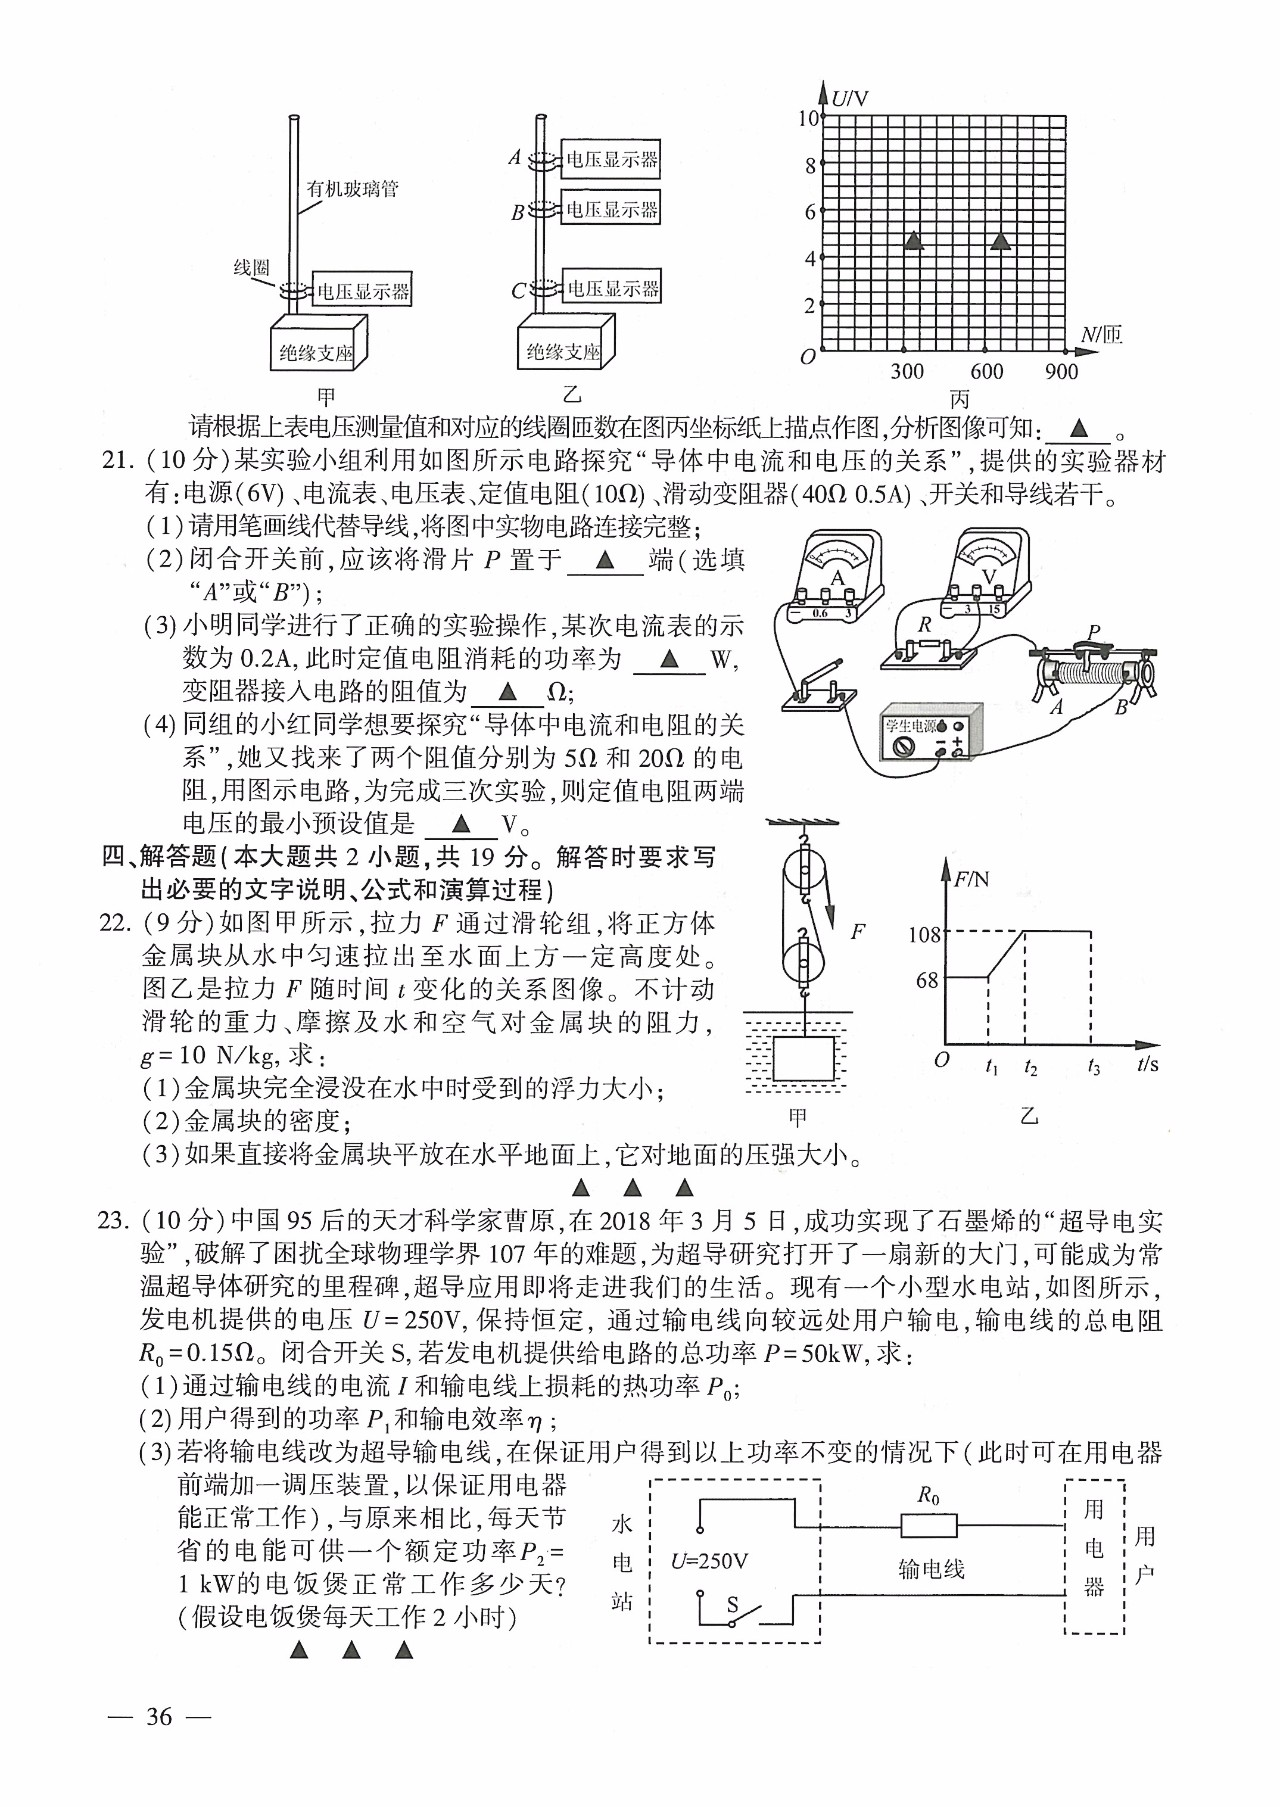 U/V
10
8
6
4
2
O
300 600 900
N/匝
有机玻璃管
线圈
电压显示器
绝缘支座
甲
A 电压显示器
B 电压显示器
C 电压显示器
绝缘支座
乙
丙
请根据上表电压测量值和对应的线圈匝数在图丙坐标纸上描点作图,分析图像可知: ▲ 。
21. (10分)某实验小组利用如图所示电路探究“导体中电流和电压的关系”,提供的实验器材
有:电源(6V)、电流表、电压表、定值电阻(10Ω)、滑动变阻器(40Ω 0.5A)、开关和导线若干。
(1)请用笔画线代替导线,将图中实物电路连接完整;
(2)闭合开关前,应该将滑片 P 置于 ▲ 端(选填
“A”或“B”);
(3)小明同学进行了正确的实验操作,某次电流表的示
数为 0.2A, 此时定值电阻消耗的功率为 ▲ W,
变阻器接入电路的阻值为 ▲ Ω;
(4)同组的小红同学想要探究“导体中电流和电阻的关
系”,她又找来了两个阻值分别为 5Ω 和 20Ω 的电
阻,用图示电路,为完成三次实验,则定值电阻两端
电压的最小预设值是 ▲ V。
A
− 0.6 3
V
− 3 15
R
P
A B
学生电源
− +
四、解答题(本大题共 2 小题,共 19 分。解答时要求写
出必要的文字说明、公式和演算过程)
22. (9分)如图甲所示,拉力 F 通过滑轮组,将正方体
金属块从水中匀速拉出至水面上方一定高度处。
图乙是拉力 F 随时间 t 变化的关系图像。不计动
滑轮的重力、摩擦及水和空气对金属块的阻力,
g=10 N/kg,求:
(1)金属块完全浸没在水中时受到的浮力大小;
(2)金属块的密度;
(3)如果直接将金属块平放在水平地面上,它对地面的压强大小。
F
甲
F/N
108
68
O t1 t2 t3 t/s
乙
▲ ▲ ▲
23. (10分)中国 95 后的天才科学家曹原,在 2018 年 3 月 5 日,成功实现了石墨烯的“超导电实
验”,破解了困扰全球物理学界 107 年的难题,为超导研究打开了一扇新的大门,可能成为常
温超导体研究的里程碑,超导应用即将走进我们的生活。现有一个小型水电站,如图所示,
发电机提供的电压 U=250V, 保持恒定, 通过输电线向较远处用户输电,输电线的总电阻
R0=0.15Ω。闭合开关 S, 若发电机提供给电路的总功率 P=50kW, 求:
(1)通过输电线的电流 I 和输电线上损耗的热功率 P0;
(2)用户得到的功率 P1和输电效率η;
(3)若将输电线改为超导输电线,在保证用户得到以上功率不变的情况下(此时可在用电器
前端加一调压装置,以保证用电器
能正常工作),与原来相比,每天节
省的电能可供一个额定功率P2=
1 kW的电饭煲正常工作多少天?
(假设电饭煲每天工作 2 小时)
▲ ▲ ▲
水电站
U=250V
S
R0
输电线
用电器
用户
— 36 —